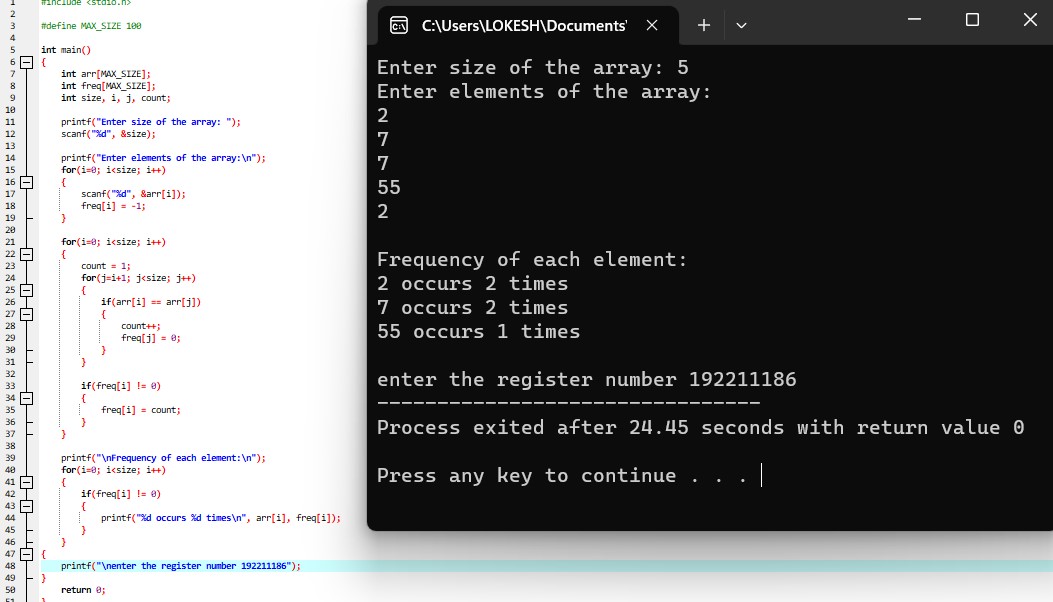 1 #include <stdio.h>
2
3 #define MAX_SIZE 100
4
5 int main()
6 {
7 int arr[MAX_SIZE];
8 int freq[MAX_SIZE];
9 int size, i, j, count;
10
11 printf("Enter size of the array: ");
12 scanf("%d", &size);
13
14 printf("Enter elements of the array:\n");
15 for(i=0; i<size; i++)
16 {
17 scanf("%d", &arr[i]);
18 freq[i] = -1;
19 }
20
21 for(i=0; i<size; i++)
22 {
23 count = 1;
24 for(j=i+1; j<size; j++)
25 {
26 if(arr[i] == arr[j])
27 {
28 count++;
29 freq[j] = 0;
30 }
31 }
32
33 if(freq[i] != 0)
34 {
35 freq[i] = count;
36 }
37 }
38
39 printf("\nFrequency of each element:\n");
40 for(i=0; i<size; i++)
41 {
42 if(freq[i] != 0)
43 {
44 printf("%d occurs %d times\n", arr[i], freq[i]);
45 }
46 }
47 {
48 printf("\nenter the register number 192211186");
49 }
50 return 0;
51 }
C:\Users\LOKESH\Documents'
Enter size of the array: 5
Enter elements of the array:
2
7
7
55
2
Frequency of each element:
2 occurs 2 times
7 occurs 2 times
55 occurs 1 times
enter the register number 192211186
--------------------------------
Process exited after 24.45 seconds with return value 0
Press any key to continue . . .